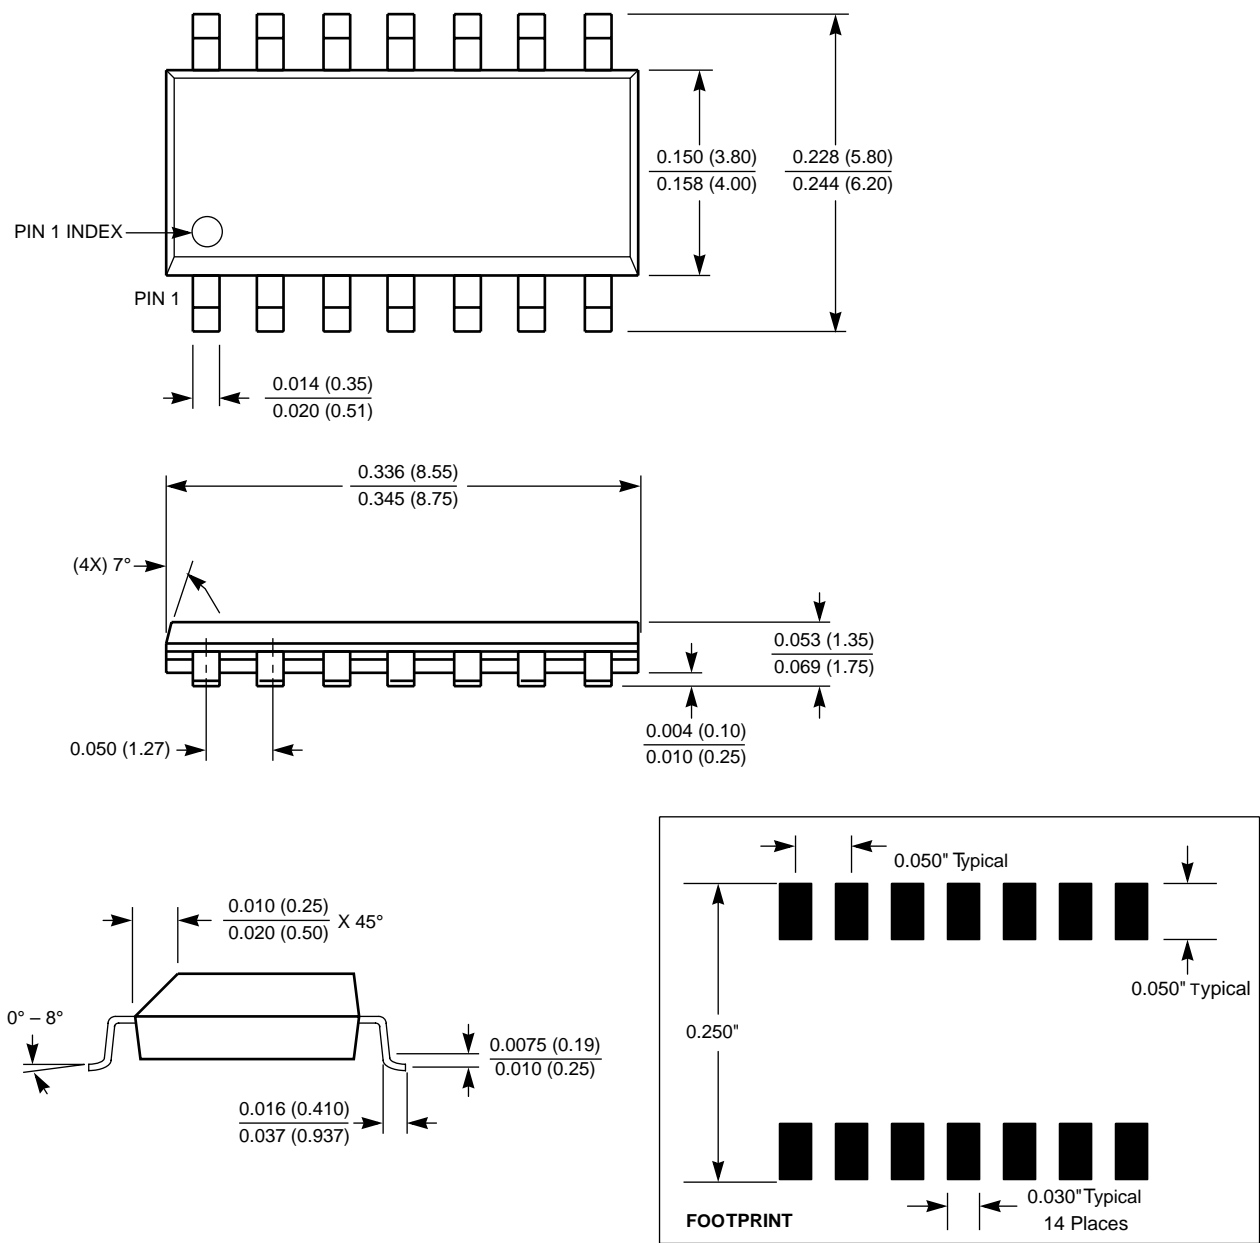 0.150 (3.80)
0.158 (4.00)
0.228 (5.80)
0.244 (6.20)
PIN 1 INDEX
PIN 1
0.014 (0.35)
0.020 (0.51)
0.336 (8.55)
0.345 (8.75)
(4X) 7°
0.053 (1.35)
0.069 (1.75)
0.004 (0.10)
0.010 (0.25)
0.050 (1.27)
0.010 (0.25)
0.020 (0.50)
X 45°
0° – 8°
0.0075 (0.19)
0.010 (0.25)
0.016 (0.410)
0.037 (0.937)
0.050" Typical
0.050" Typical
0.250"
0.030" Typical
14 Places
FOOTPRINT